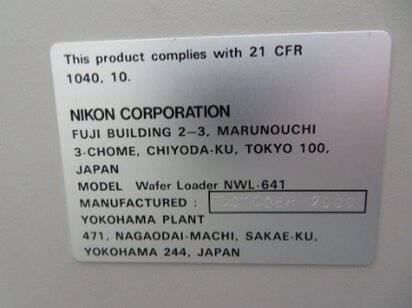 This product complies with 21 CFR
1040, 10.
NIKON CORPORATION
FUJI BUILDING 2-3, MARUNOUCHI
3-CHOME, CHIYODA-KU, TOKYO 100,
JAPAN
MODEL Wafer Loader NWL-641
MANUFACTURED : OCTOBER 2000
YOKOHAMA PLANT
471, NAGAODAI-MACHI, SAKAE-KU,
YOKOHAMA 244, JAPAN